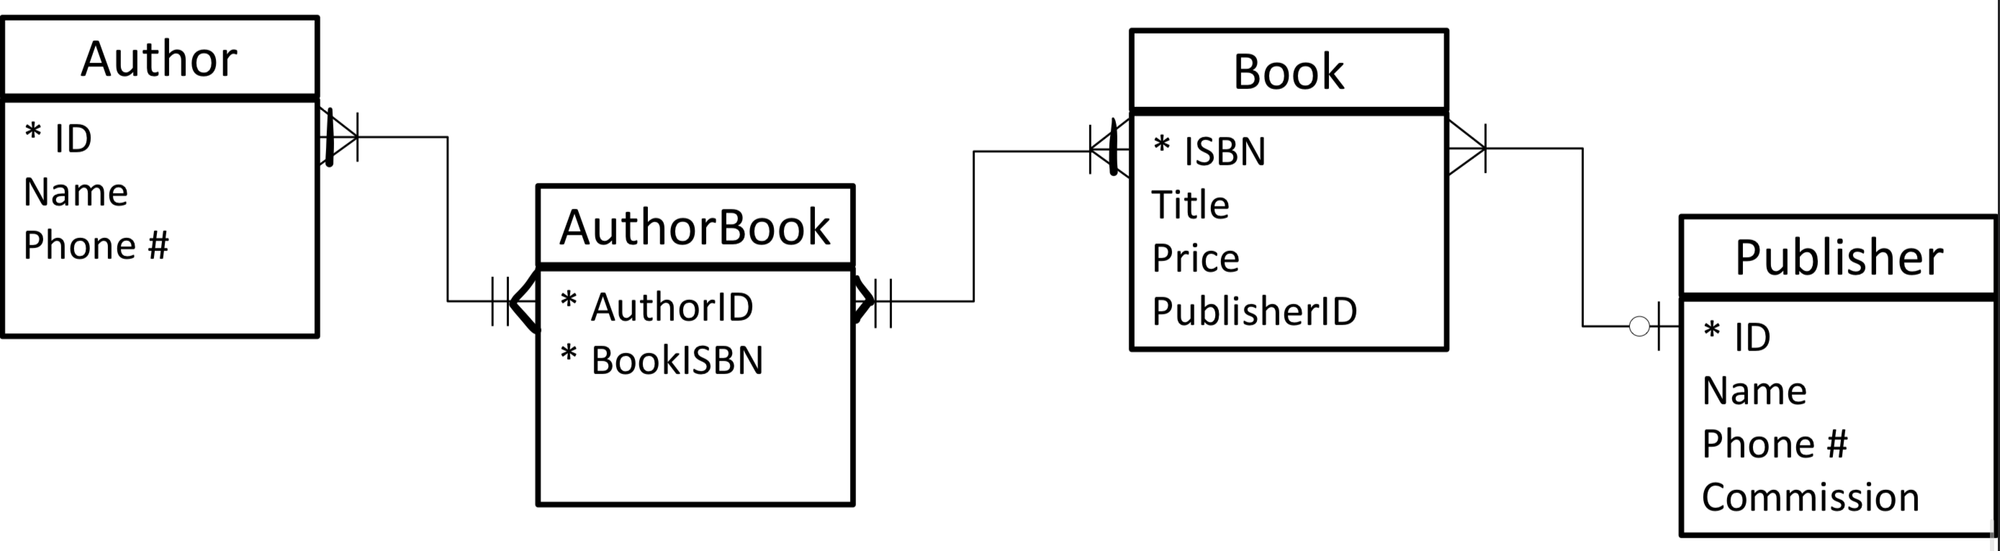 Author
* ID
Name
Phone #
AuthorBook
* AuthorID
* BookISBN
Book
* ISBN
Title
Price
PublisherID
Publisher
* ID
Name
Phone #
Commission